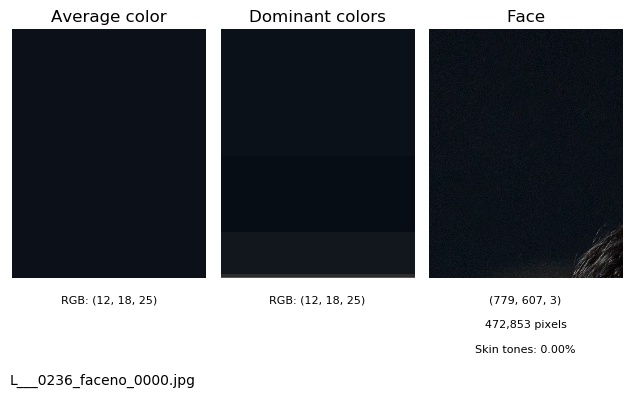 Average color
Dominant colors
Face
RGB: (12, 18, 25)
RGB: (12, 18, 25)
(779, 607, 3)
472,853 pixels
Skin tones: 0.00%
L___0236_faceno_0000.jpg